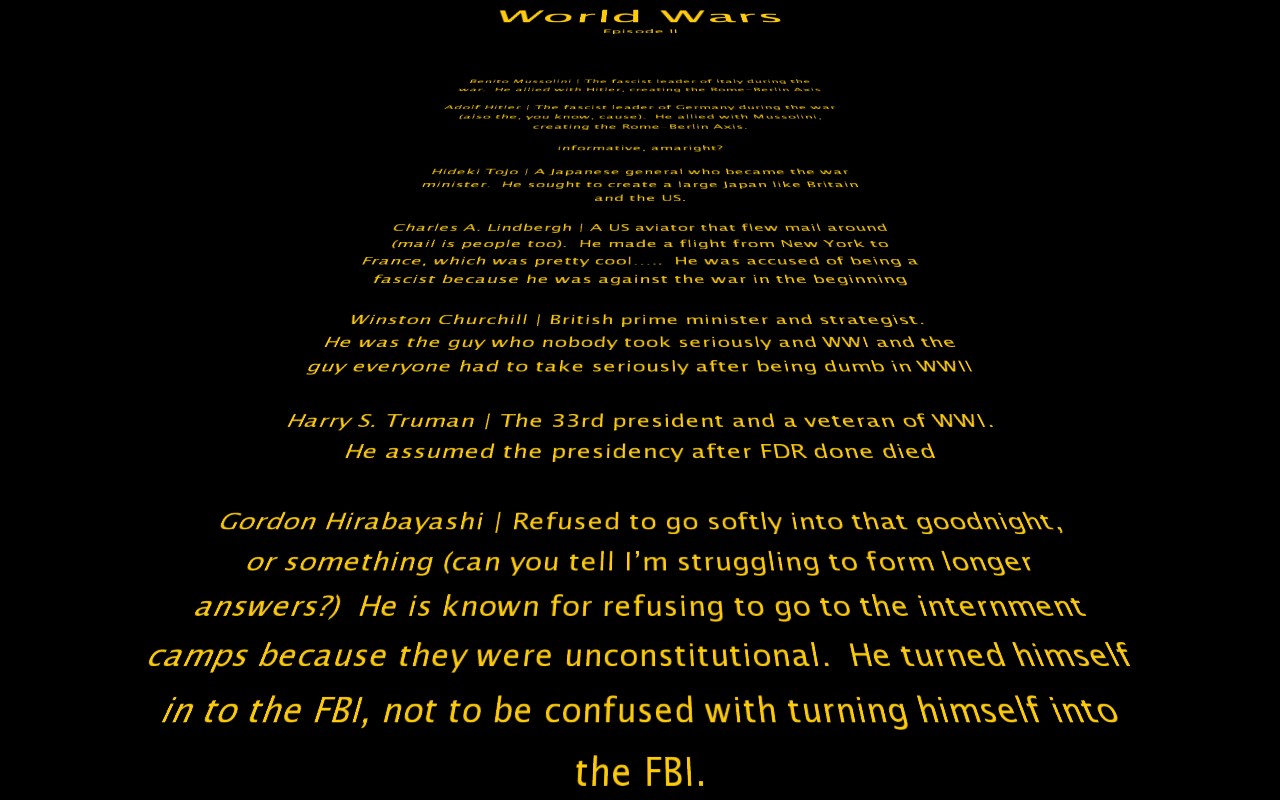 World Wars
Episode II
Benito Mussolini | The fascist leader of Italy during the
war.  He allied with Hitler, creating the Rome-Berlin Axis
Adolf Hitler | The fascist leader of Germany during the war
(also the, you know, cause).  He allied with Mussolini,
creating the Rome-Berlin Axis.
informative, amaright?
Hideki Tojo | A Japanese general who became the war
minister.  He sought to create a large Japan like Britain
and the US.
Charles A. Lindbergh | A US aviator that flew mail around
(mail is people too).  He made a flight from New York to
France, which was pretty cool.....  He was accused of being a
fascist because he was against the war in the beginning
Winston Churchill | British prime minister and strategist.
He was the guy who nobody took seriously and WWI and the
guy everyone had to take seriously after being dumb in WWII
Harry S. Truman | The 33rd president and a veteran of WWI.
He assumed the presidency after FDR done died
Gordon Hirabayashi | Refused to go softly into that goodnight,
or something (can you tell I’m struggling to form longer
answers?)  He is known for refusing to go to the internment
camps because they were unconstitutional.  He turned himself
in to the FBI, not to be confused with turning himself into
the FBI.